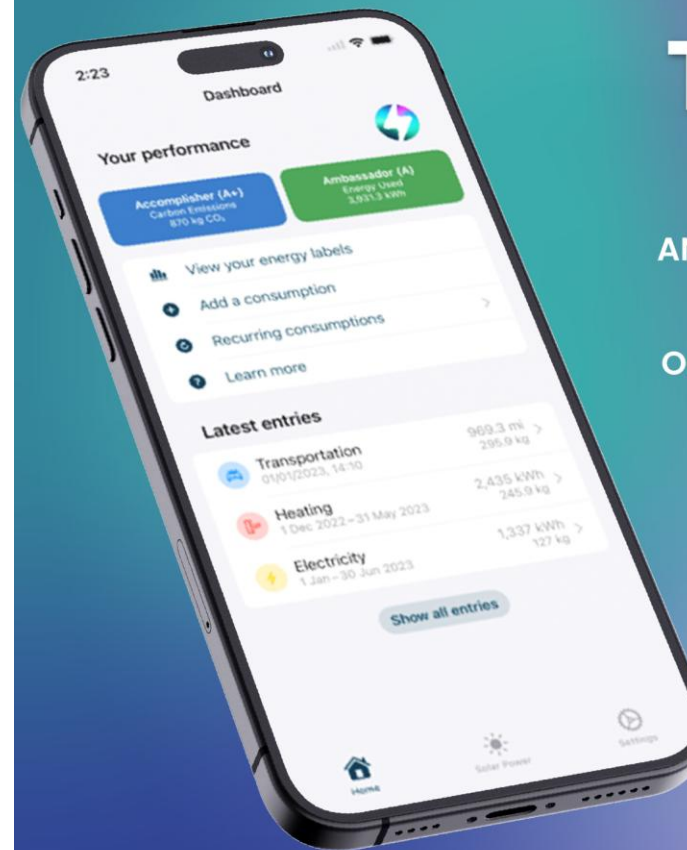 2:23
Dashboard
Your performance
Accomplisher (A+)
Carbon Emissions
870 kg CO₂
Ambassador (A)
Energy Used
3,931.3 kWh
View your energy labels
Add a consumption
Recurring consumptions
Learn more
Latest entries
Transportation
01/01/2023, 14:10
969.3 mi
295.9 kg
Heating
1 Dec 2022 – 31 May 2023
2,435 kWh
245.9 kg
Electricity
1 Jan – 30 Jun 2023
1,337 kWh
127 kg
Show all entries
Home
Solar Power
Settings